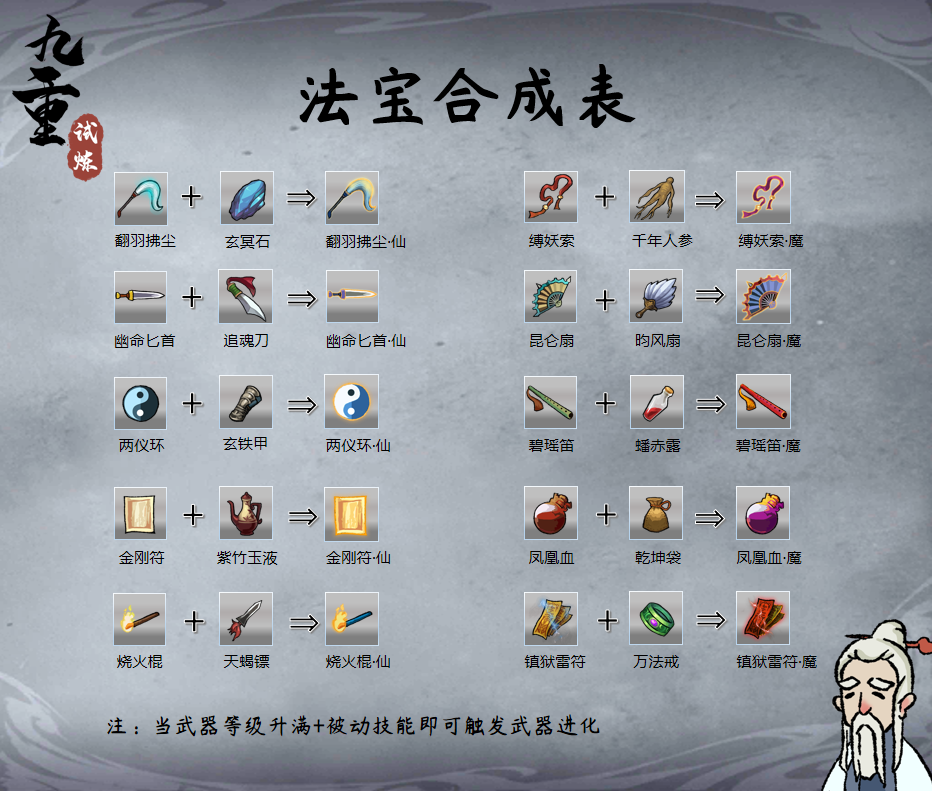 九重
试炼
法宝合成表
翻羽拂尘 + 玄冥石 ⇒ 翻羽拂尘·仙
缚妖索 + 千年人参 ⇒ 缚妖索·魔
幽命匕首 + 追魂刀 ⇒ 幽命匕首·仙
昆仑扇 + 昀风扇 ⇒ 昆仑扇·魔
两仪环 + 玄铁甲 ⇒ 两仪环·仙
碧瑶笛 + 蟠赤露 ⇒ 碧瑶笛·魔
金刚符 + 紫竹玉液 ⇒ 金刚符·仙
凤凰血 + 乾坤袋 ⇒ 凤凰血·魔
烧火棍 + 天蝎镖 ⇒ 烧火棍·仙
镇狱雷符 + 万法戒 ⇒ 镇狱雷符·魔
注：当武器等级升满+被动技能即可触发武器进化